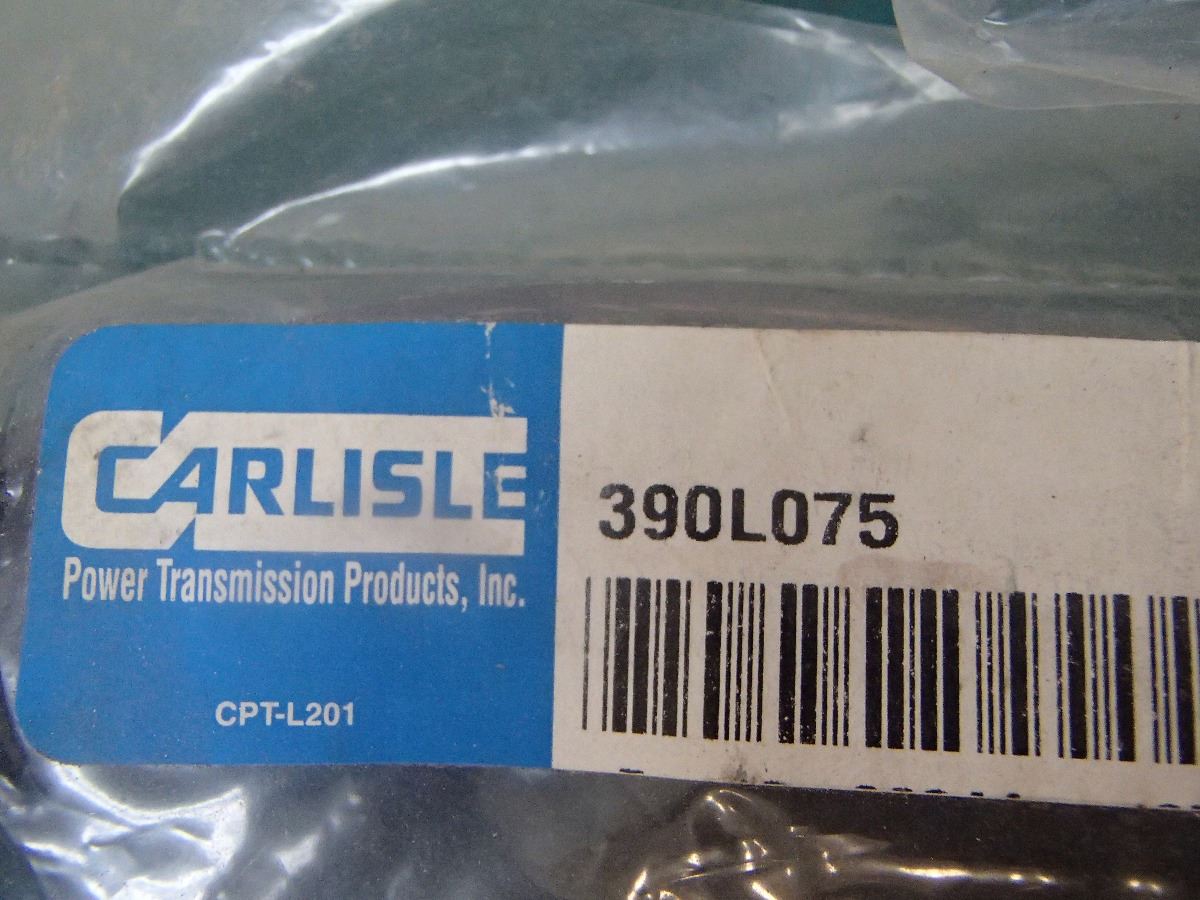 CARLISLE
Power Transmission Products, Inc.
CPT-L201
390L075